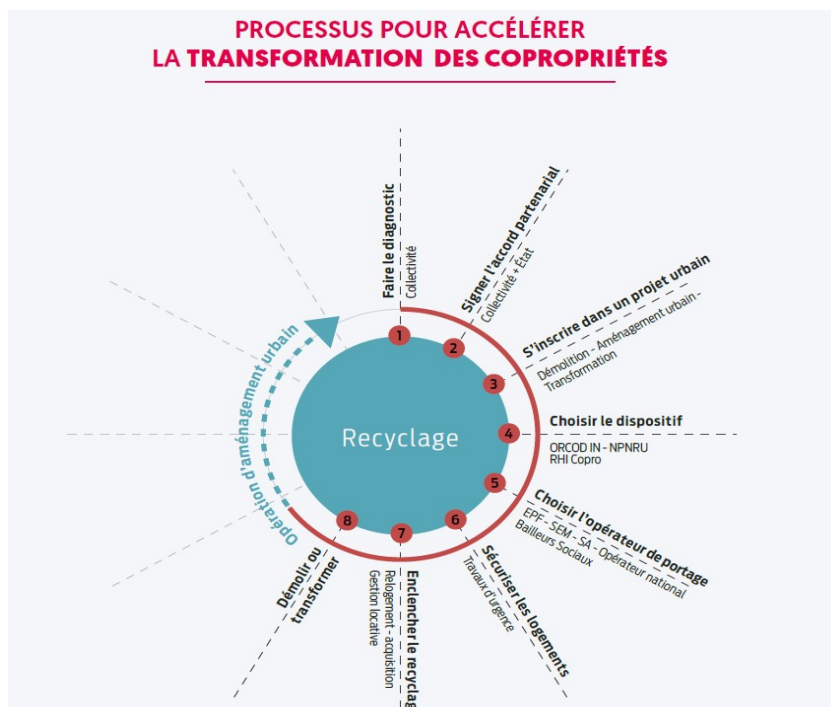 PROCESSUS POUR ACCÉLÉRER
LA TRANSFORMATION DES COPROPRIÉTÉS
Faire le diagnostic
Collectivité
Signer l'accord partenarial
Collectivité + État
S'inscrire dans un projet urbain
Démolition - Aménagement urbain -
Transformation
Choisir le dispositif
ORCOD IN - NPNRU
RHI Copro
Choisir l'opérateur de portage
EPF - SEM - SA - Opérateur national
Bailleurs Sociaux
Sécuriser les logements
Travaux d'urgence
Enclencher le recyclag
Relogement - acquisition
Gestion locative
Démolir ou
transformer
Opération d'aménagement urbain
1
2
3
4
5
6
7
8
Recyclage